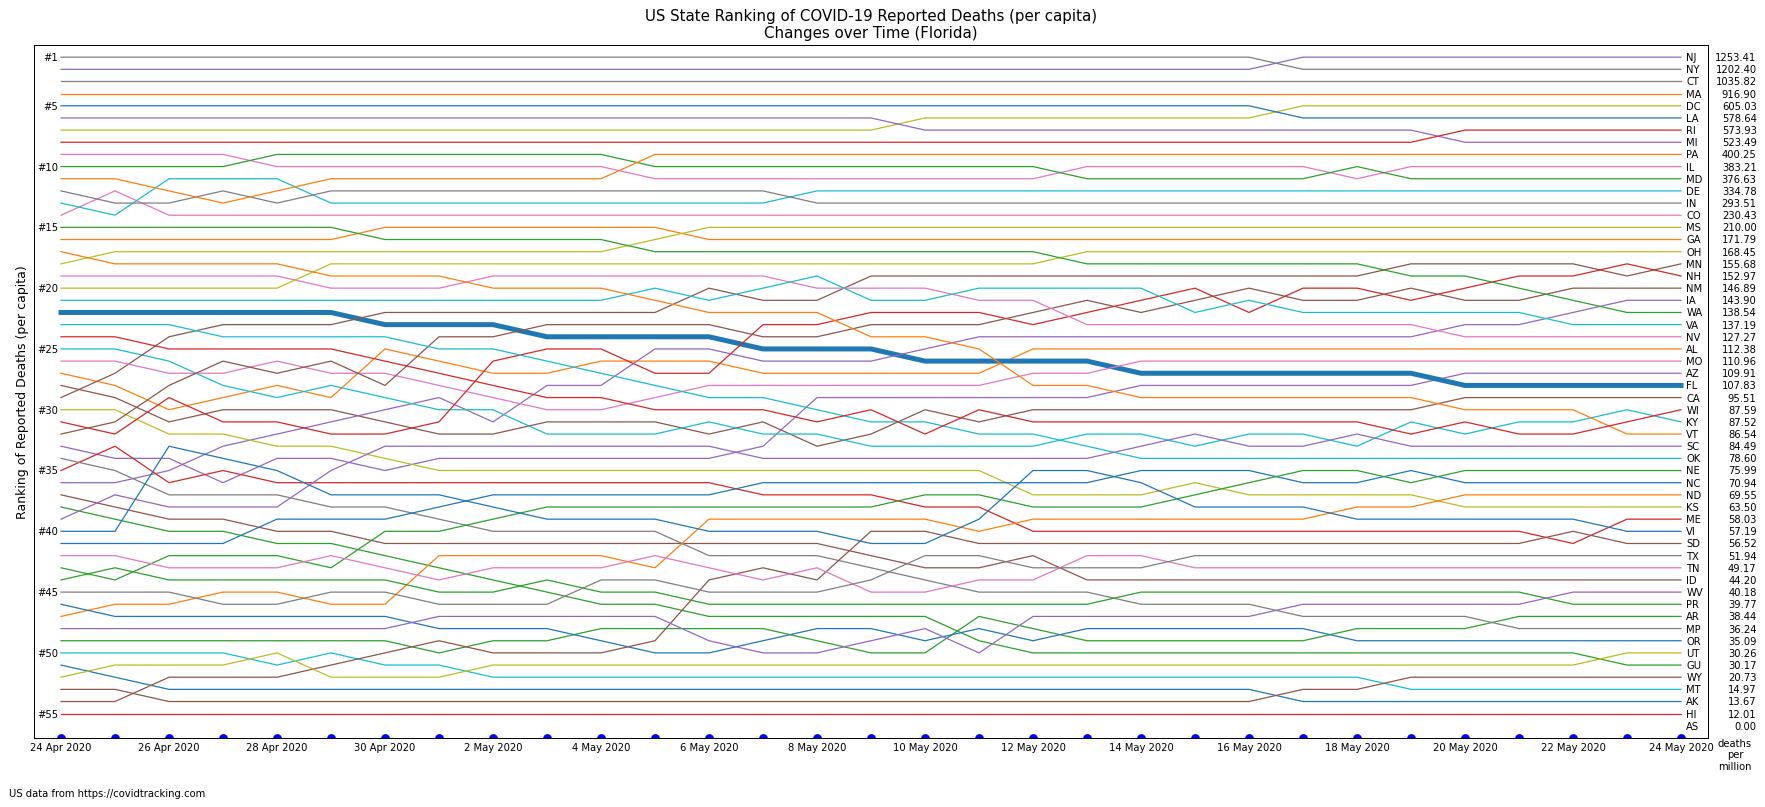 US State Ranking of COVID-19 Reported Deaths (per capita)
Changes over Time (Florida)
Ranking of Reported Deaths (per capita)
#1
#5
#10
#15
#20
#25
#30
#35
#40
#45
#50
#55
NJ 1253.41
NY 1202.40
CT 1035.82
MA 916.90
DC 605.03
LA 578.64
RI 573.93
MI 523.49
PA 400.25
IL 383.21
MD 376.63
DE 334.78
IN 293.51
CO 230.43
MS 210.00
GA 171.79
OH 168.45
MN 155.68
NH 152.97
NM 146.89
IA 143.90
WA 138.54
VA 137.19
NV 127.27
AL 112.38
MO 110.96
AZ 109.91
FL 107.83
CA 95.51
WI 87.59
KY 87.52
VT 86.54
SC 84.49
OK 78.60
NE 75.99
NC 70.94
ND 69.55
KS 63.50
ME 58.03
VI 57.19
SD 56.52
TX 51.94
TN 49.17
ID 44.20
WV 40.18
PR 39.77
AR 38.44
MP 36.24
OR 35.09
UT 30.26
GU 30.17
WY 20.73
MT 14.97
AK 13.67
HI 12.01
AS 0.00
24 Apr 2020 26 Apr 2020 28 Apr 2020 30 Apr 2020 2 May 2020 4 May 2020 6 May 2020 8 May 2020 10 May 2020 12 May 2020 14 May 2020 16 May 2020 18 May 2020 20 May 2020 22 May 2020 24 May 2020
deaths
per
million
US data from https://covidtracking.com